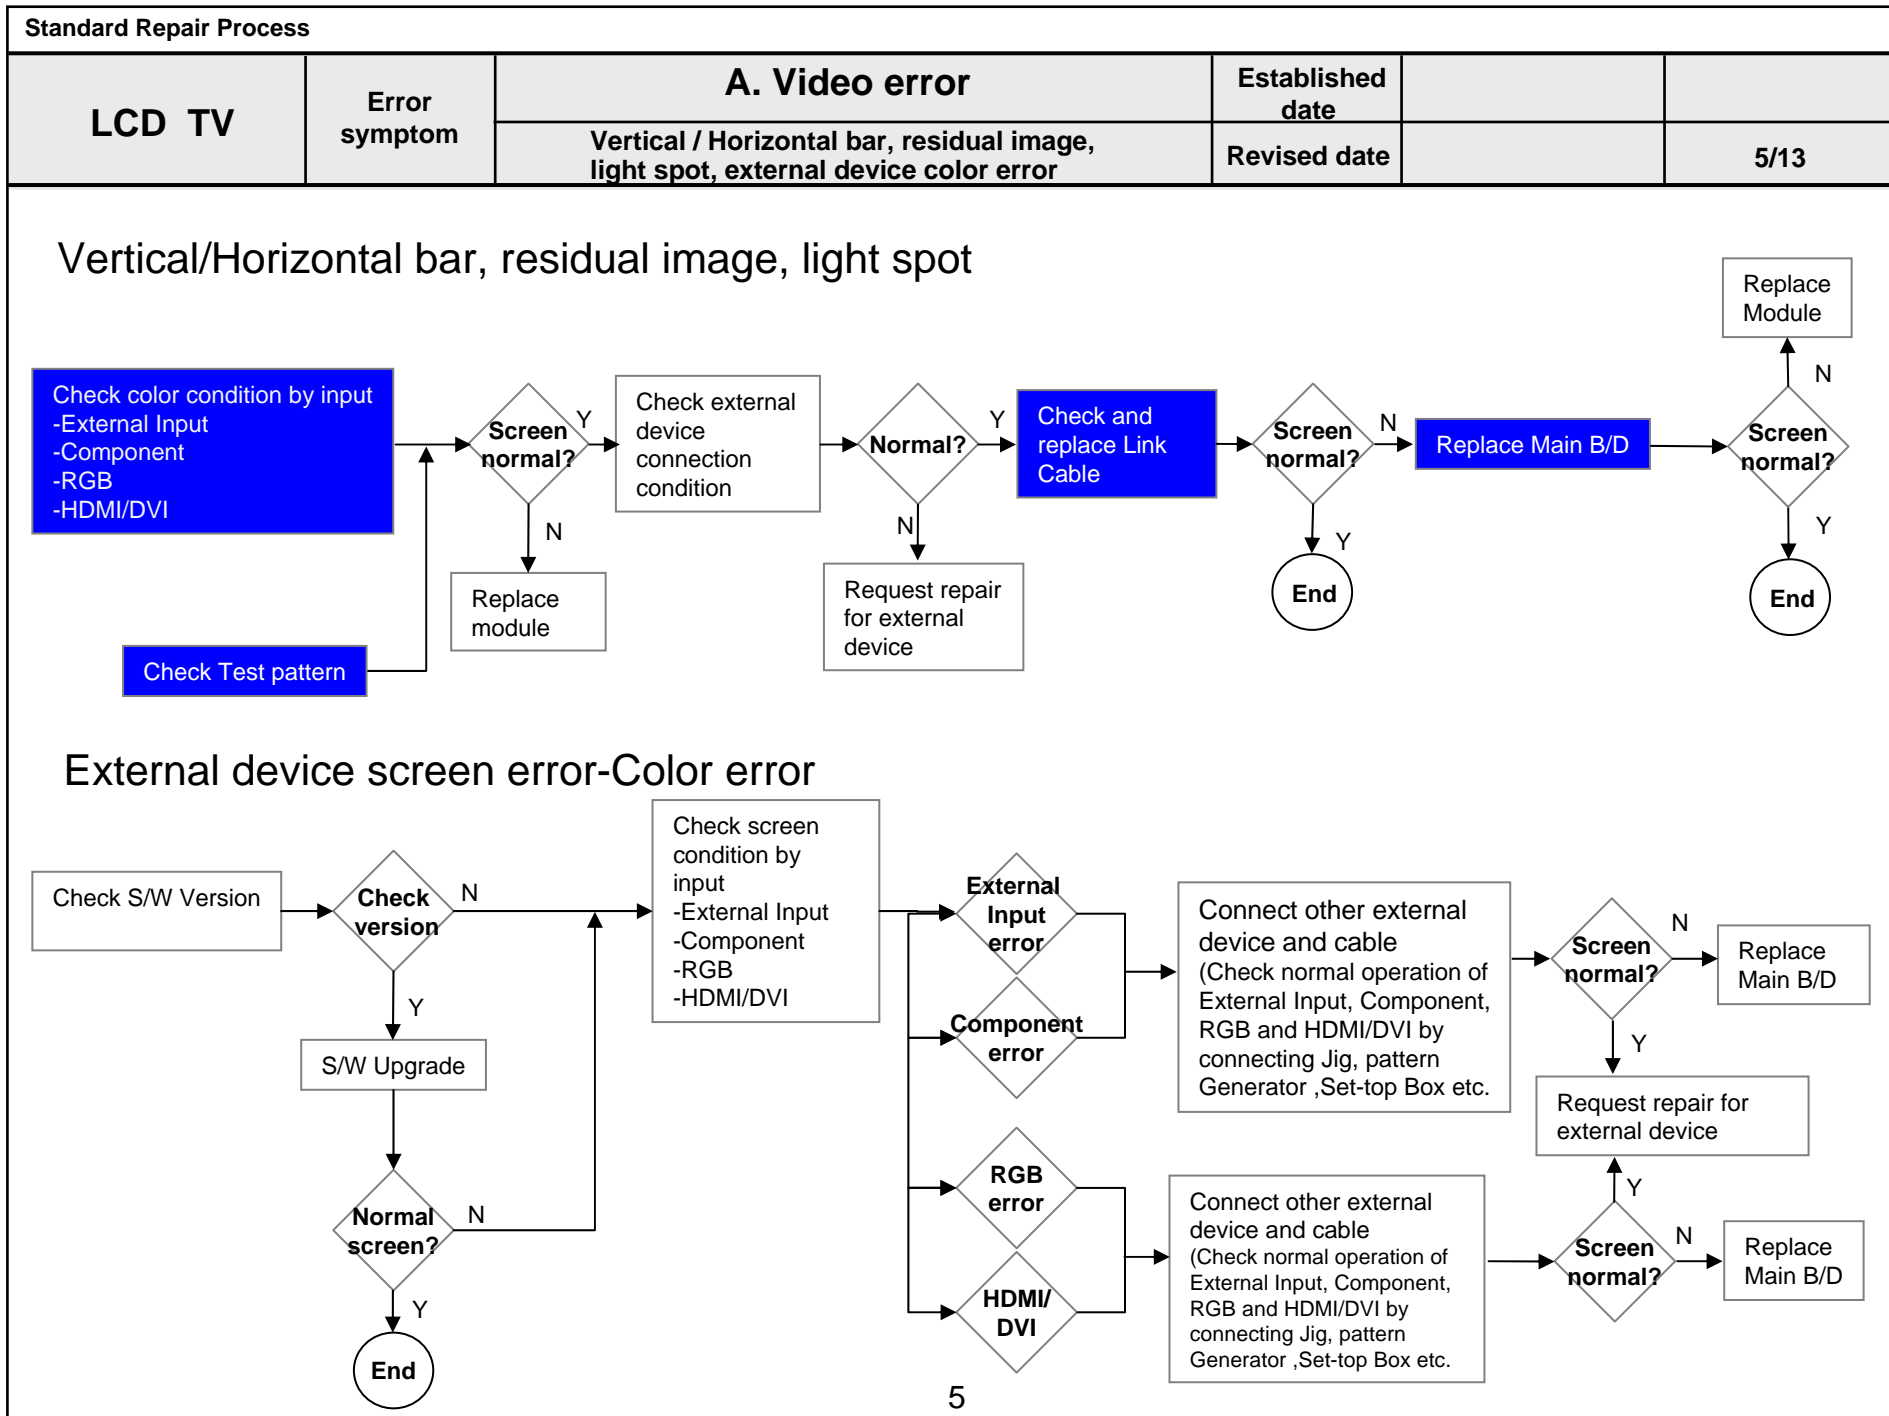 Standard Repair Process
LCD  TV
Error
symptom
A. Video error
Vertical / Horizontal bar, residual image,
light spot, external device color error
Established
date
Revised date
5/13
Vertical/Horizontal bar, residual image, light spot
Check color condition by input
-External Input
-Component
-RGB
-HDMI/DVI
Check Test pattern
Screen
normal?
Y
N
Replace
module
Check external
device
connection
condition
Normal?
Y
N
Request repair
for external
device
Check and
replace Link
Cable
Screen
normal?
N
Y
End
Replace Main B/D
Screen
normal?
N
Replace
Module
Y
End
External device screen error-Color error
Check S/W Version
Check
version
N
Y
S/W Upgrade
Normal
screen?
N
Y
End
Check screen
condition by
input
-External Input
-Component
-RGB
-HDMI/DVI
External
Input
error
Component
error
RGB
error
HDMI/
DVI
Connect other external
device and cable
(Check normal operation of
External Input, Component,
RGB and HDMI/DVI by
connecting Jig, pattern
Generator ,Set-top Box etc.
Screen
normal?
N
Replace
Main B/D
Y
Request repair for
external device
Connect other external
device and cable
(Check normal operation of
External Input, Component,
RGB and HDMI/DVI by
connecting Jig, pattern
Generator ,Set-top Box etc.
Y
Screen
normal?
N
Replace
Main B/D
5